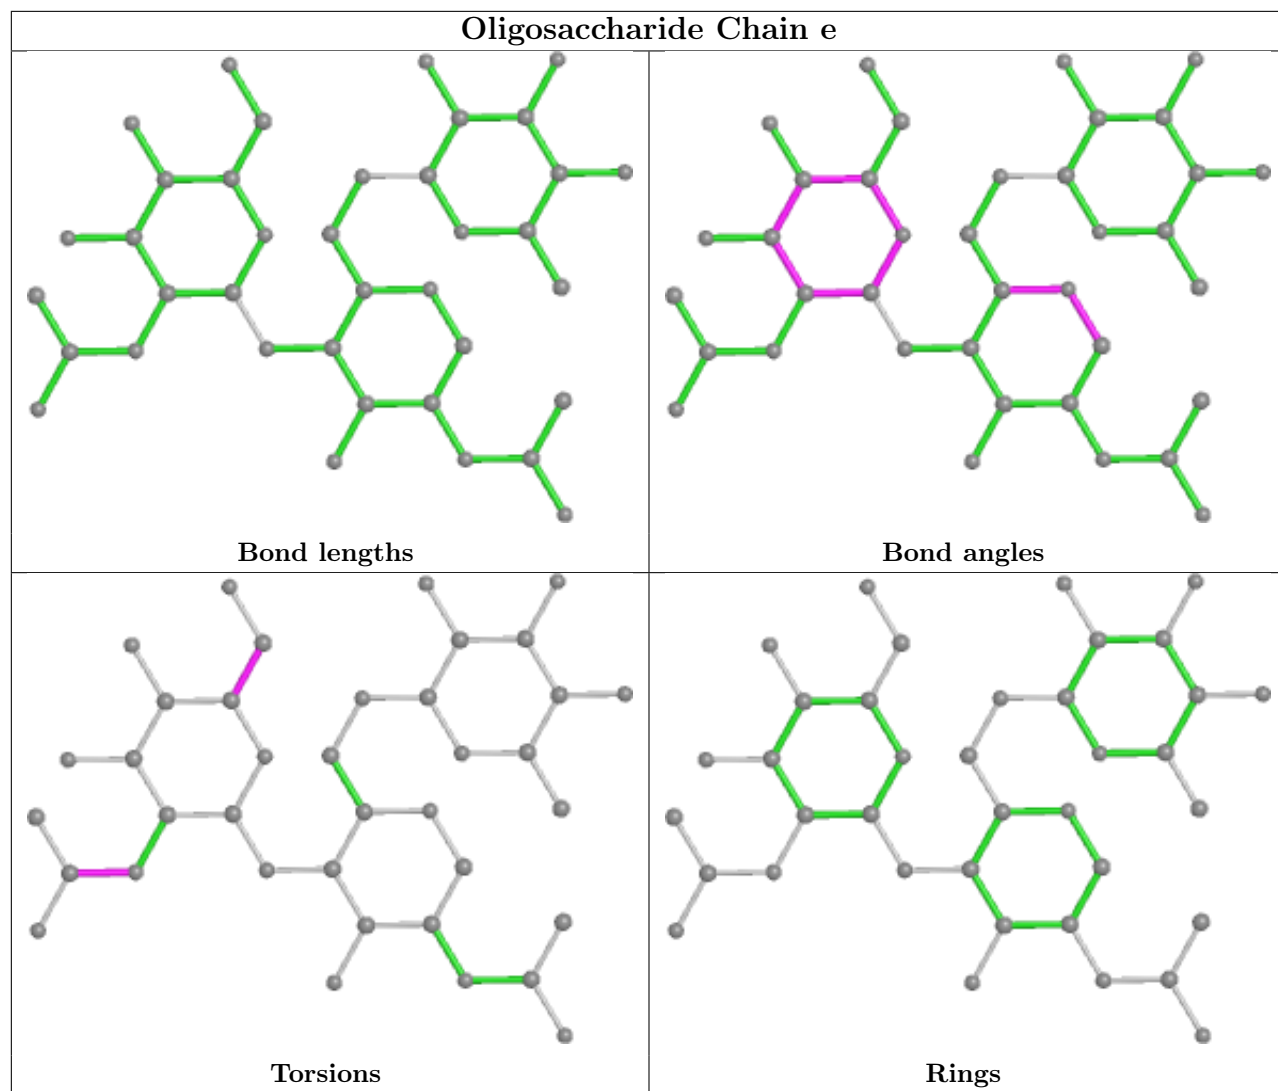 Oligosaccharide Chain e
Bond lengths
Bond angles
Torsions
Rings